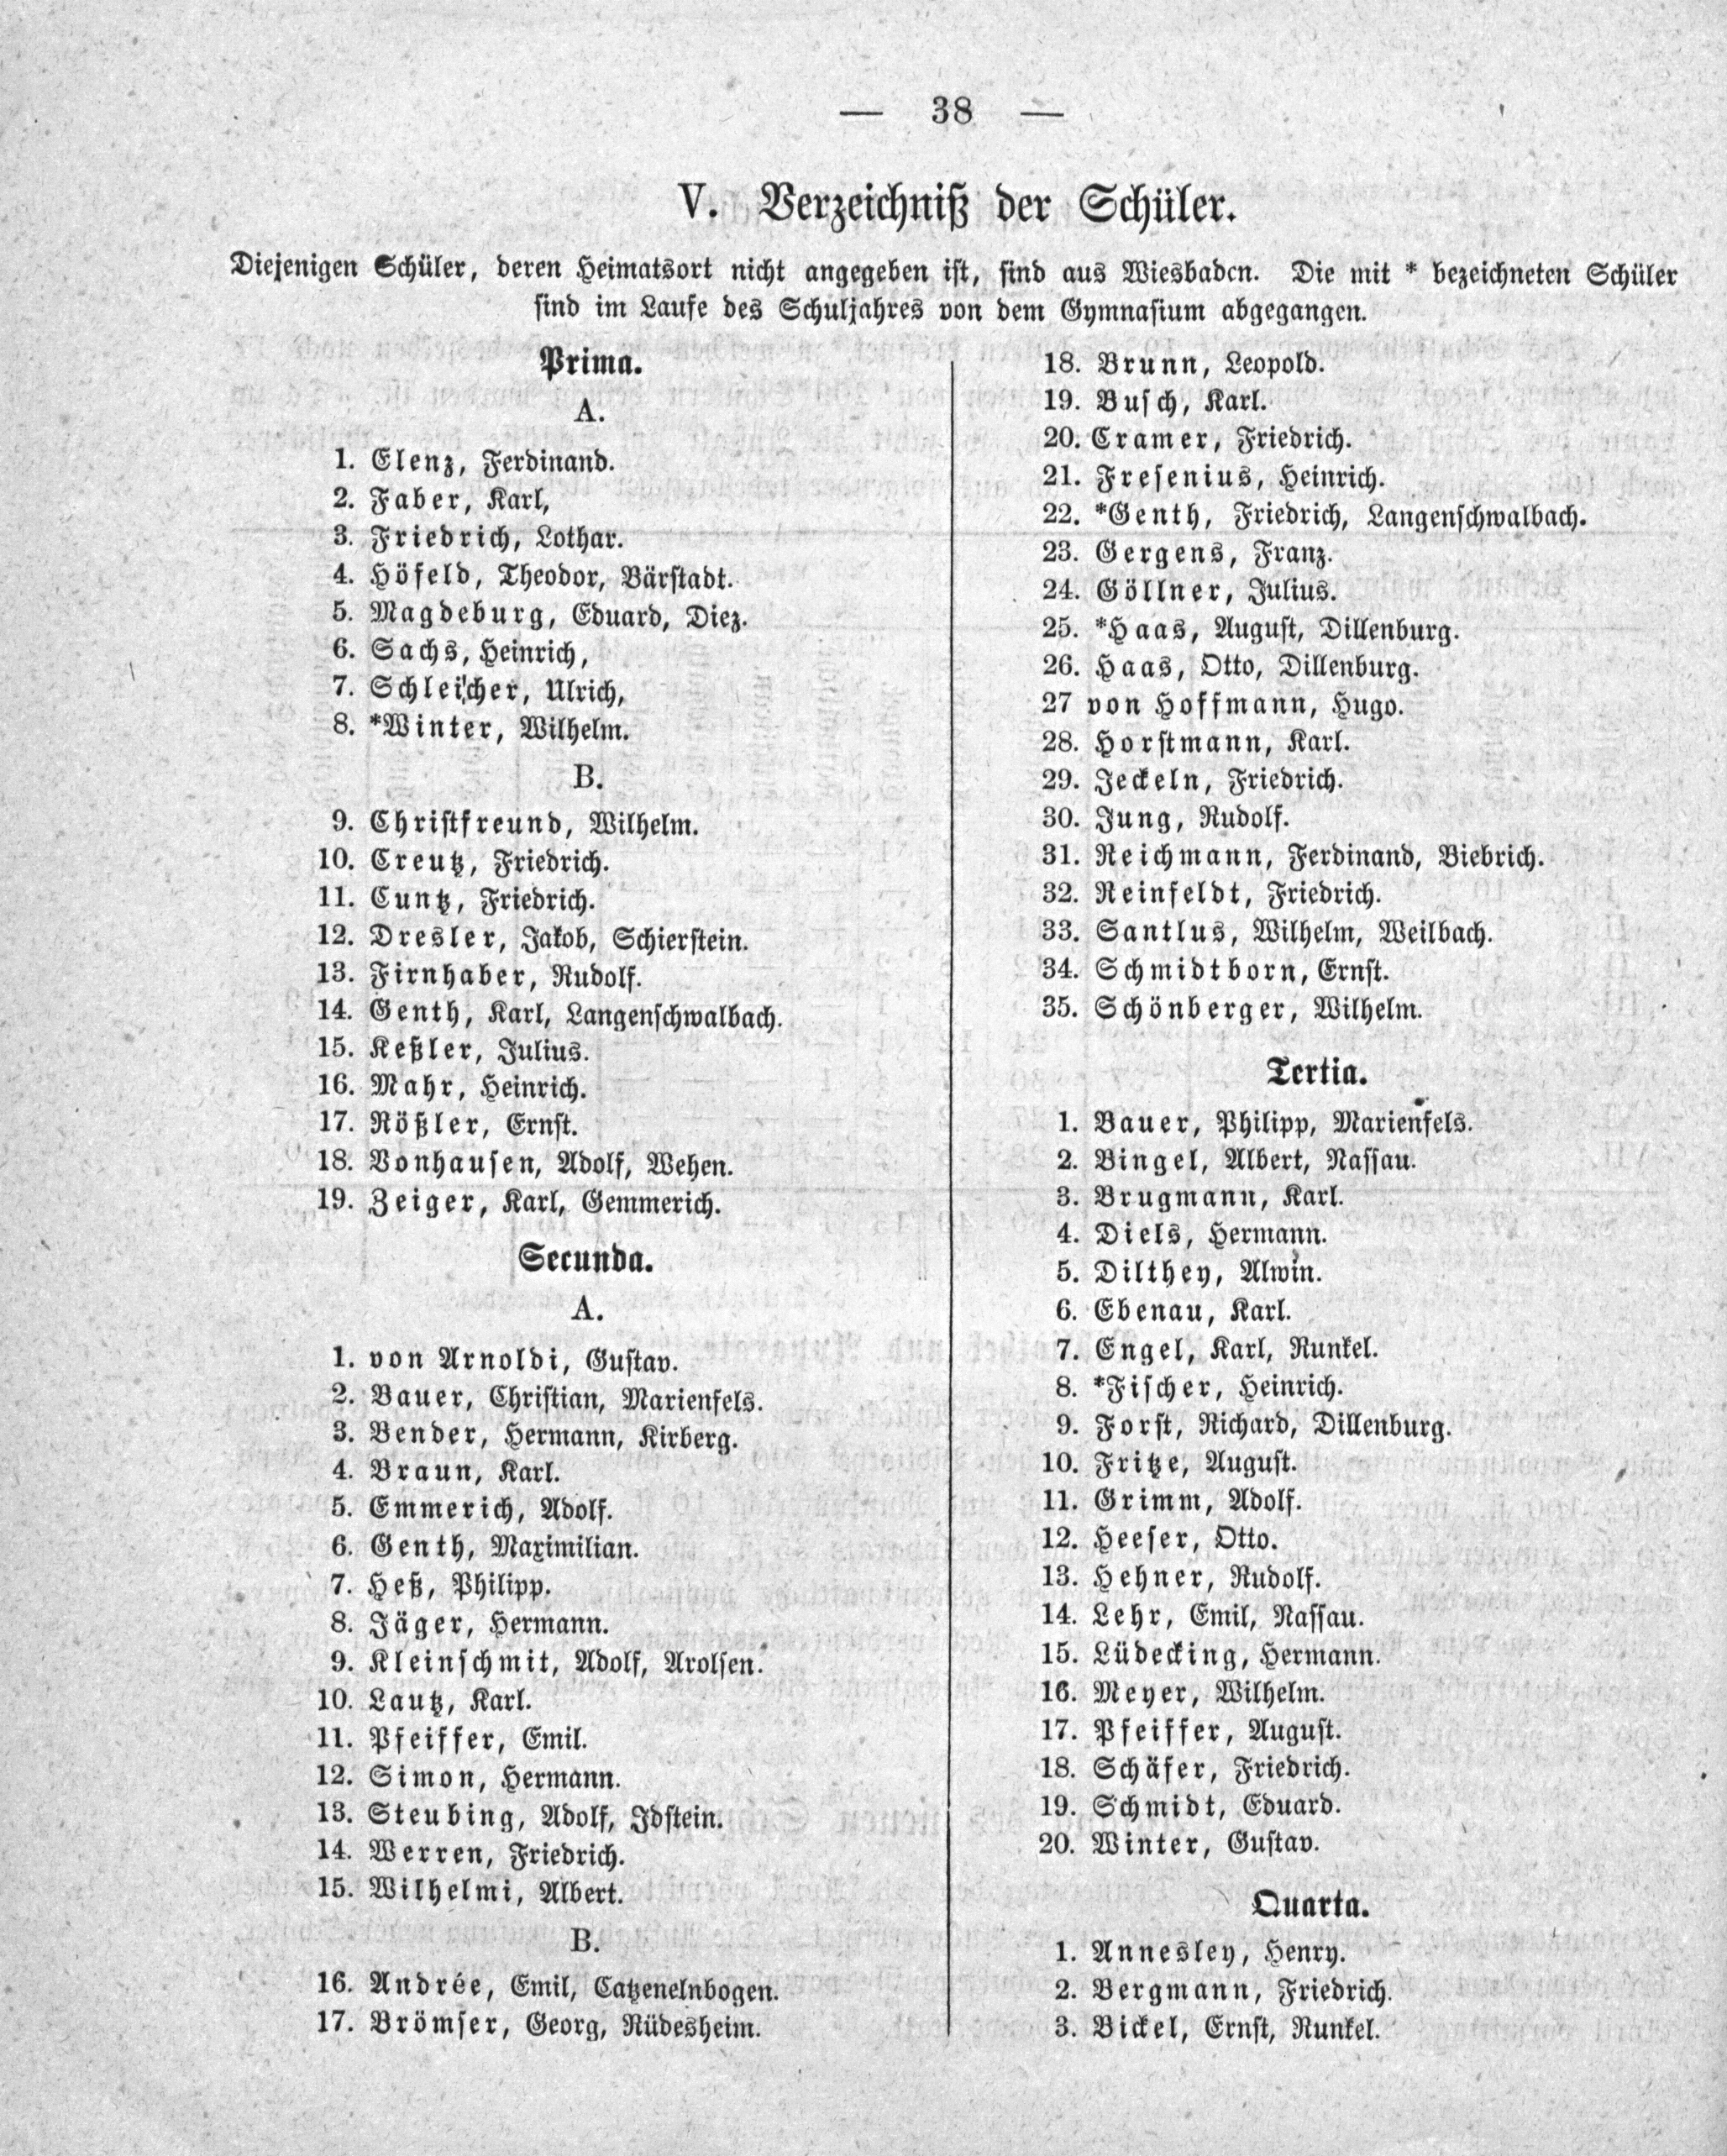 — 38 —
V. Verzeichniß der Schüler.
Diejenigen Schüler, deren Heimatsort nicht angegeben ist, sind aus Wiesbaden. Die mit * bezeichneten Schüler
sind im Laufe des Schuljahres von dem Gymnasium abgegangen.
Prima.
A.
1. Elenz, Ferdinand.
2. Faber, Karl,
3. Friedrich, Lothar.
4. Höfeld, Theodor, Bärstadt.
5. Magdeburg, Eduard, Diez.
6. Sachs, Heinrich,
7. Schleicher, Ulrich,
8. *Winter, Wilhelm.
B.
9. Christfreund, Wilhelm.
10. Creutz, Friedrich.
11. Cuntz, Friedrich.
12. Dresler, Jakob, Schierstein.
13. Firnhaber, Rudolf.
14. Genth, Karl, Langenschwalbach.
15. Keßler, Julius.
16. Mahr, Heinrich.
17. Rößler, Ernst.
18. Vonhausen, Adolf, Wehen.
19. Zeiger, Karl, Gemmerich.
Secunda.
A.
1. von Arnoldi, Gustav.
2. Bauer, Christian, Marienfels.
3. Bender, Hermann, Kirberg.
4. Braun, Karl.
5. Emmerich, Adolf.
6. Genth, Maximilian.
7. Heß, Philipp.
8. Jäger, Hermann.
9. Kleinschmit, Adolf, Arolsen.
10. Lautz, Karl.
11. Pfeiffer, Emil.
12. Simon, Hermann.
13. Steubing, Adolf, Idstein.
14. Werren, Friedrich.
15. Wilhelmi, Albert.
B.
16. Andrée, Emil, Catzenelnbogen.
17. Brömser, Georg, Rüdesheim.
18. Brunn, Leopold.
19. Busch, Karl.
20. Cramer, Friedrich.
21. Fresenius, Heinrich.
22. *Genth, Friedrich, Langenschwalbach.
23. Gergens, Franz.
24. Göllner, Julius.
25. *Haas, August, Dillenburg.
26. Haas, Otto, Dillenburg.
27 von Hoffmann, Hugo.
28. Horstmann, Karl.
29. Jeckeln, Friedrich.
30. Jung, Rudolf.
31. Reichmann, Ferdinand, Biebrich.
32. Reinfeldt, Friedrich.
33. Santlus, Wilhelm, Weilbach.
34. Schmidtborn, Ernst.
35. Schönberger, Wilhelm.
Tertia.
1. Bauer, Philipp, Marienfels.
2. Bingel, Albert, Nassau.
3. Brugmann, Karl.
4. Diels, Hermann.
5. Dilthey, Alwin.
6. Ebenau, Karl.
7. Engel, Karl, Runkel.
8. *Fischer, Heinrich.
9. Forst, Richard, Dillenburg.
10. Fritze, August.
11. Grimm, Adolf.
12. Heeser, Otto.
13. Hehner, Rudolf.
14. Lehr, Emil, Nassau.
15. Lüdecking, Hermann.
16. Meyer, Wilhelm.
17. Pfeiffer, August.
18. Schäfer, Friedrich.
19. Schmidt, Eduard.
20. Winter, Gustav.
Quarta.
1. Annesley, Henry.
2. Bergmann, Friedrich.
3. Bickel, Ernst, Runkel.